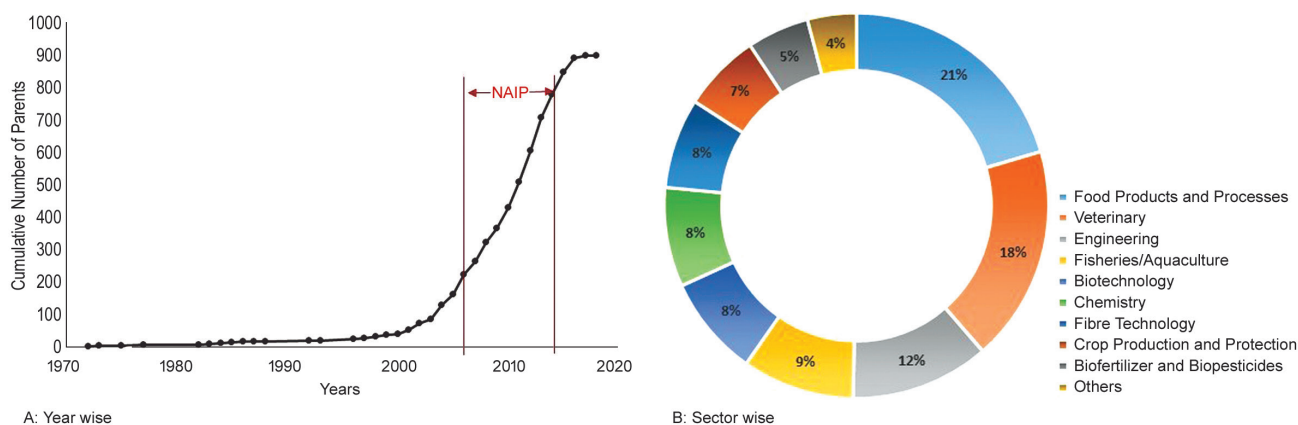 Cumulative Number of Parents
1000
900
800
700
600
500
400
300
200
100
0
1970
1980
1990
2000
2010
2020
Years
NAIP
A: Year wise
21%
18%
12%
9%
8%
8%
8%
7%
5%
4%
Food Products and Processes
Veterinary
Engineering
Fisheries/Aquaculture
Biotechnology
Chemistry
Fibre Technology
Crop Production and Protection
Biofertilizer and Biopesticides
Others
B: Sector wise